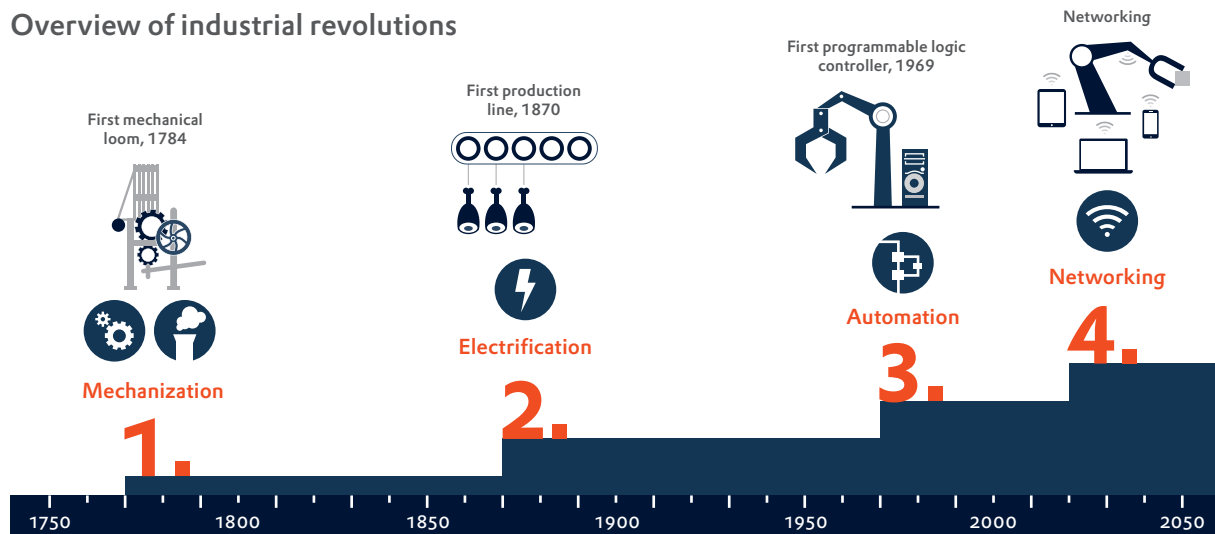 Overview of industrial revolutions
First mechanical
loom, 1784
Mechanization
1.
First production
line, 1870
Electrification
2.
First programmable logic
controller, 1969
Automation
3.
Networking
Networking
4.
1750
1800
1850
1900
1950
2000
2050